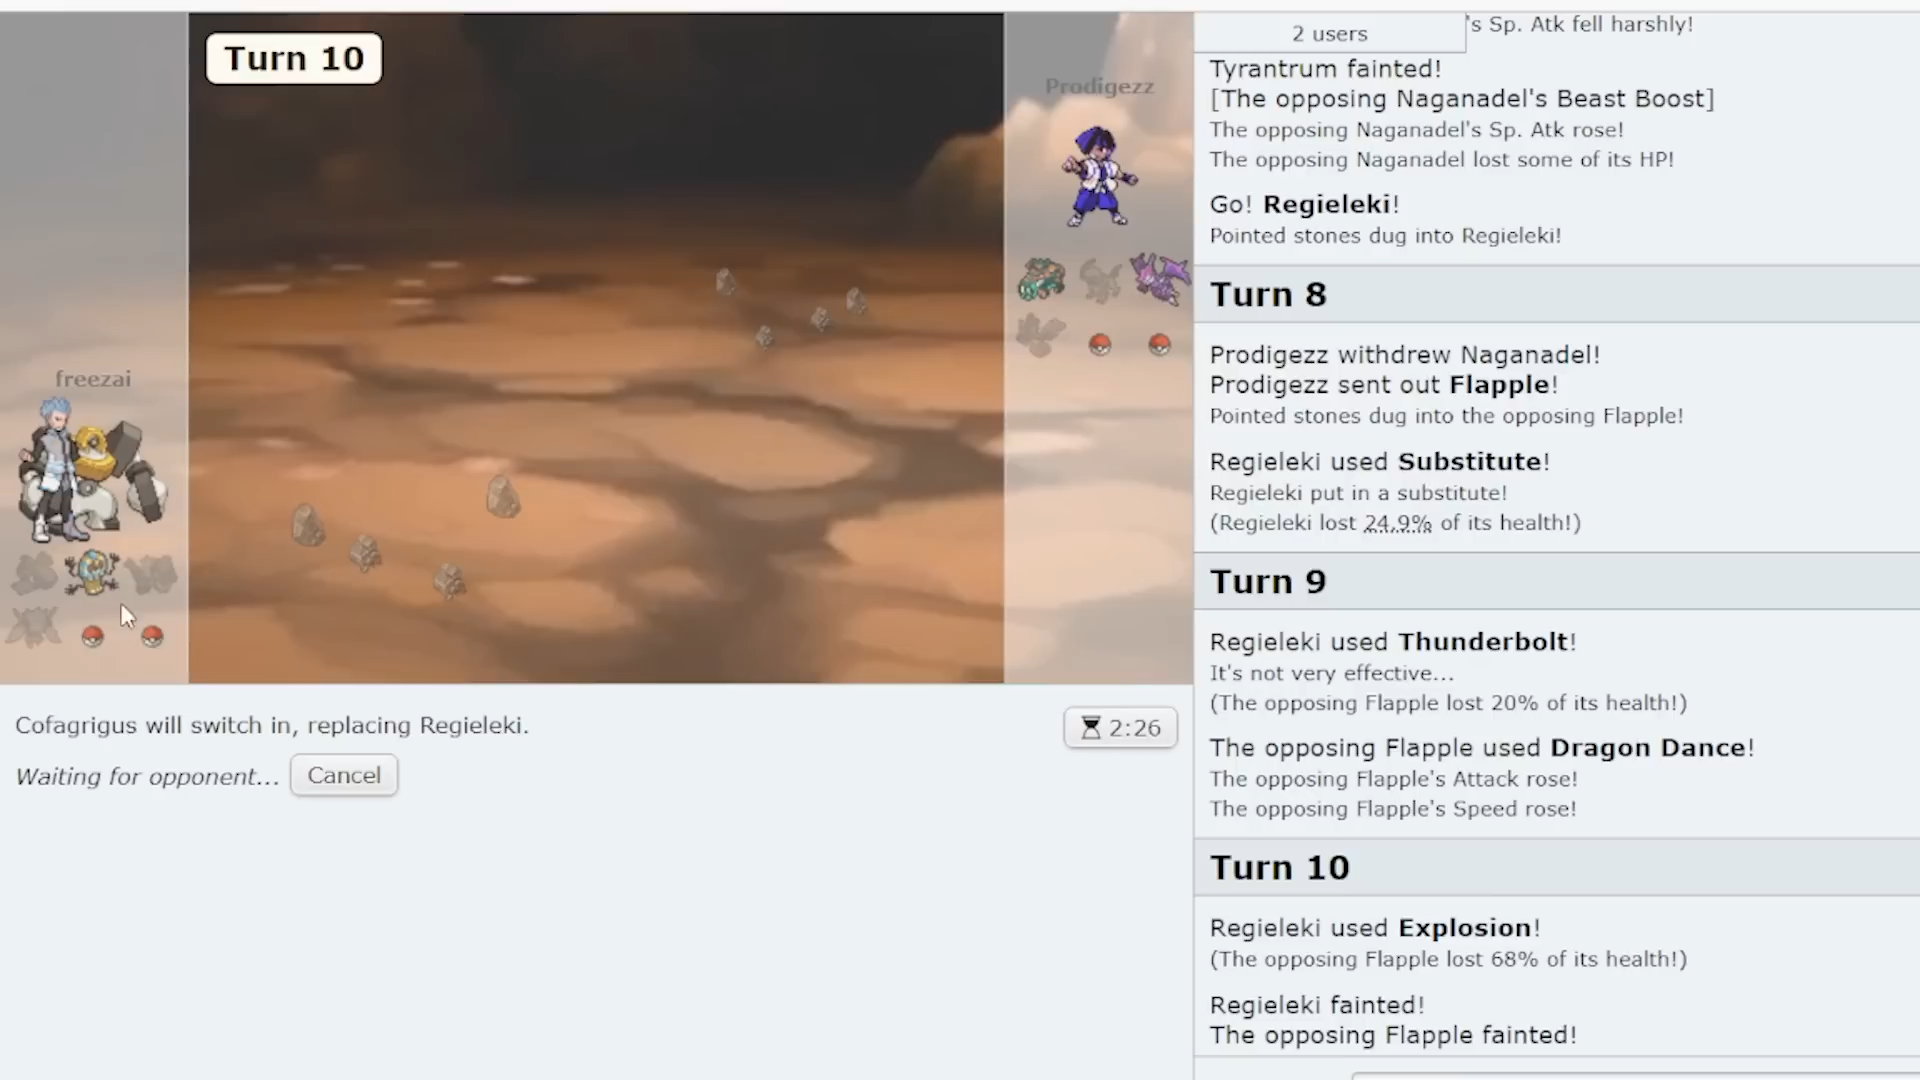 Turn 10
Prodigezz
freezai
Cofagrigus will switch in, replacing Regieleki.
2:26
Waiting for opponent...
Cancel
2 users
's Sp. Atk fell harshly!
Tyrantrum fainted!
[The opposing Naganadel's Beast Boost]
The opposing Naganadel's Sp. Atk rose!
The opposing Naganadel lost some of its HP!
Go! Regieleki!
Pointed stones dug into Regieleki!
Turn 8
Prodigezz withdrew Naganadel!
Prodigezz sent out Flapple!
Pointed stones dug into the opposing Flapple!
Regieleki used Substitute!
Regieleki put in a substitute!
(Regieleki lost 24.9% of its health!)
Turn 9
Regieleki used Thunderbolt!
It's not very effective...
(The opposing Flapple lost 20% of its health!)
The opposing Flapple used Dragon Dance!
The opposing Flapple's Attack rose!
The opposing Flapple's Speed rose!
Turn 10
Regieleki used Explosion!
(The opposing Flapple lost 68% of its health!)
Regieleki fainted!
The opposing Flapple fainted!